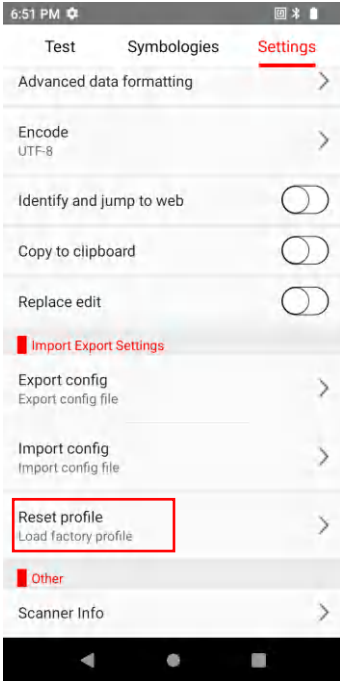 6:51 PM
Test Symbologies Settings
Advanced data formatting
Encode
UTF-8
Identify and jump to web
Copy to clipboard
Replace edit
Import Export Settings
Export config
Export config file
Import config
Import config file
Reset profile
Load factory profile
Other
Scanner Info